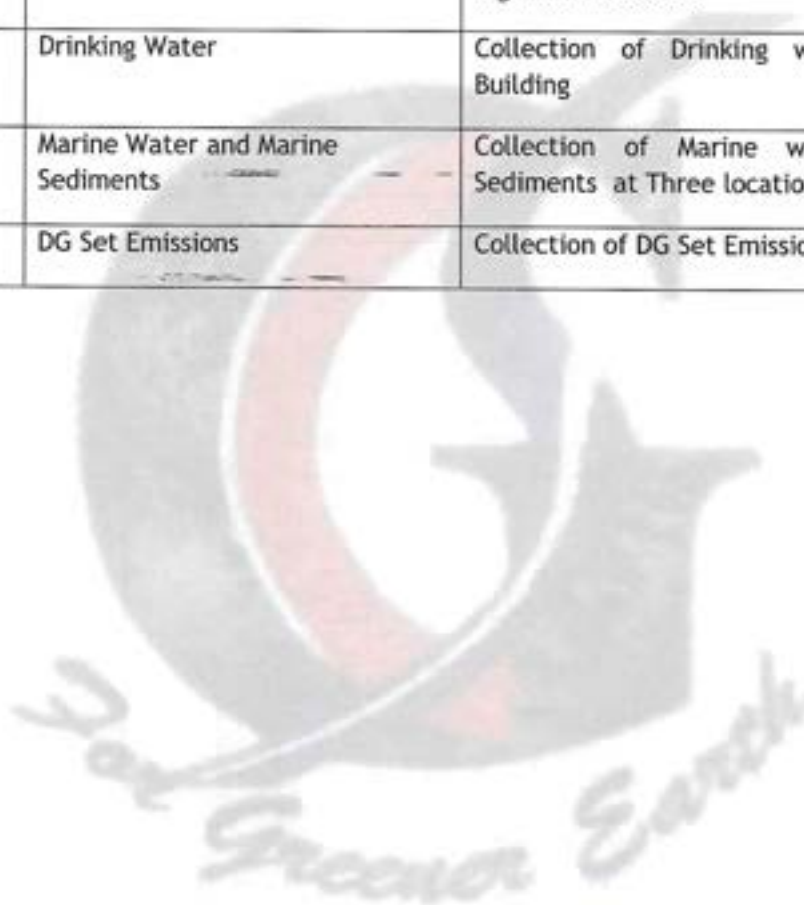 Drinking Water
Collection of Drinking
Building
Marine Water and Marine
Sediments
Collection of Marine
Sediments at Three
DG Set Emissions
Collection of DG Set
For Greener Earth